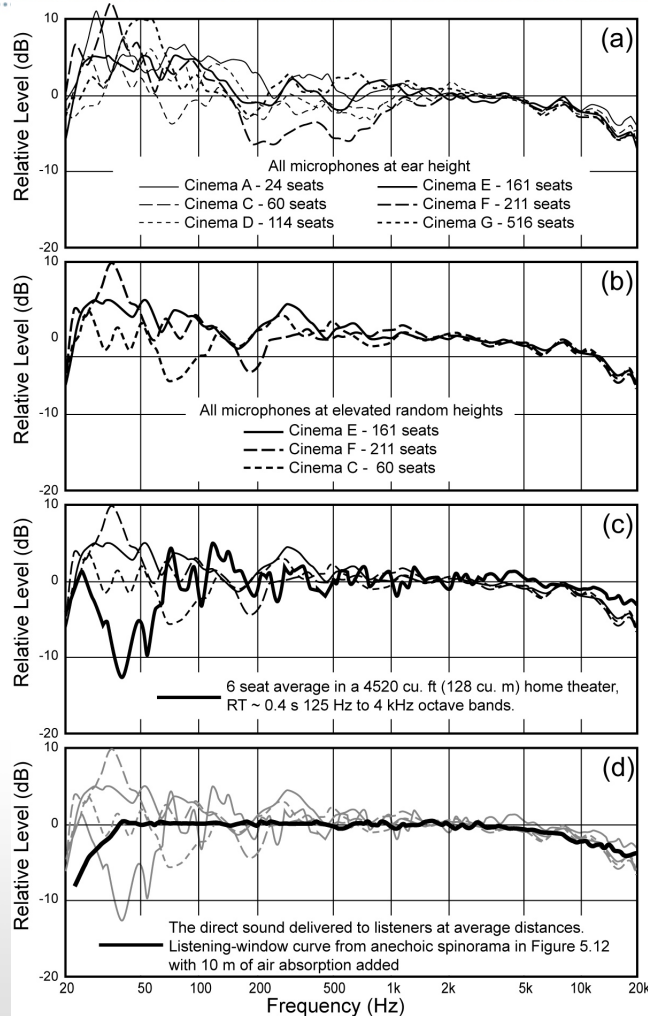 10
0
-10
-20
Relative Level (dB)
(a)
All microphones at ear height
Cinema A - 24 seats
Cinema C - 60 seats
Cinema D - 114 seats
Cinema E - 161 seats
Cinema F - 211 seats
Cinema G - 516 seats
10
0
-10
-20
Relative Level (dB)
(b)
All microphones at elevated random heights
Cinema E - 161 seats
Cinema F - 211 seats
Cinema C - 60 seats
10
0
-10
-20
Relative Level (dB)
(c)
6 seat average in a 4520 cu. ft (128 cu. m) home theater,
RT ~ 0.4 s 125 Hz to 4 kHz octave bands.
10
0
-10
-20
Relative Level (dB)
(d)
The direct sound delivered to listeners at average distances.
Listening-window curve from anechoic spinorama in Figure 5.12
with 10 m of air absorption added
20 50 100 200 500 1k 2k 5k 10k 20k
Frequency (Hz)